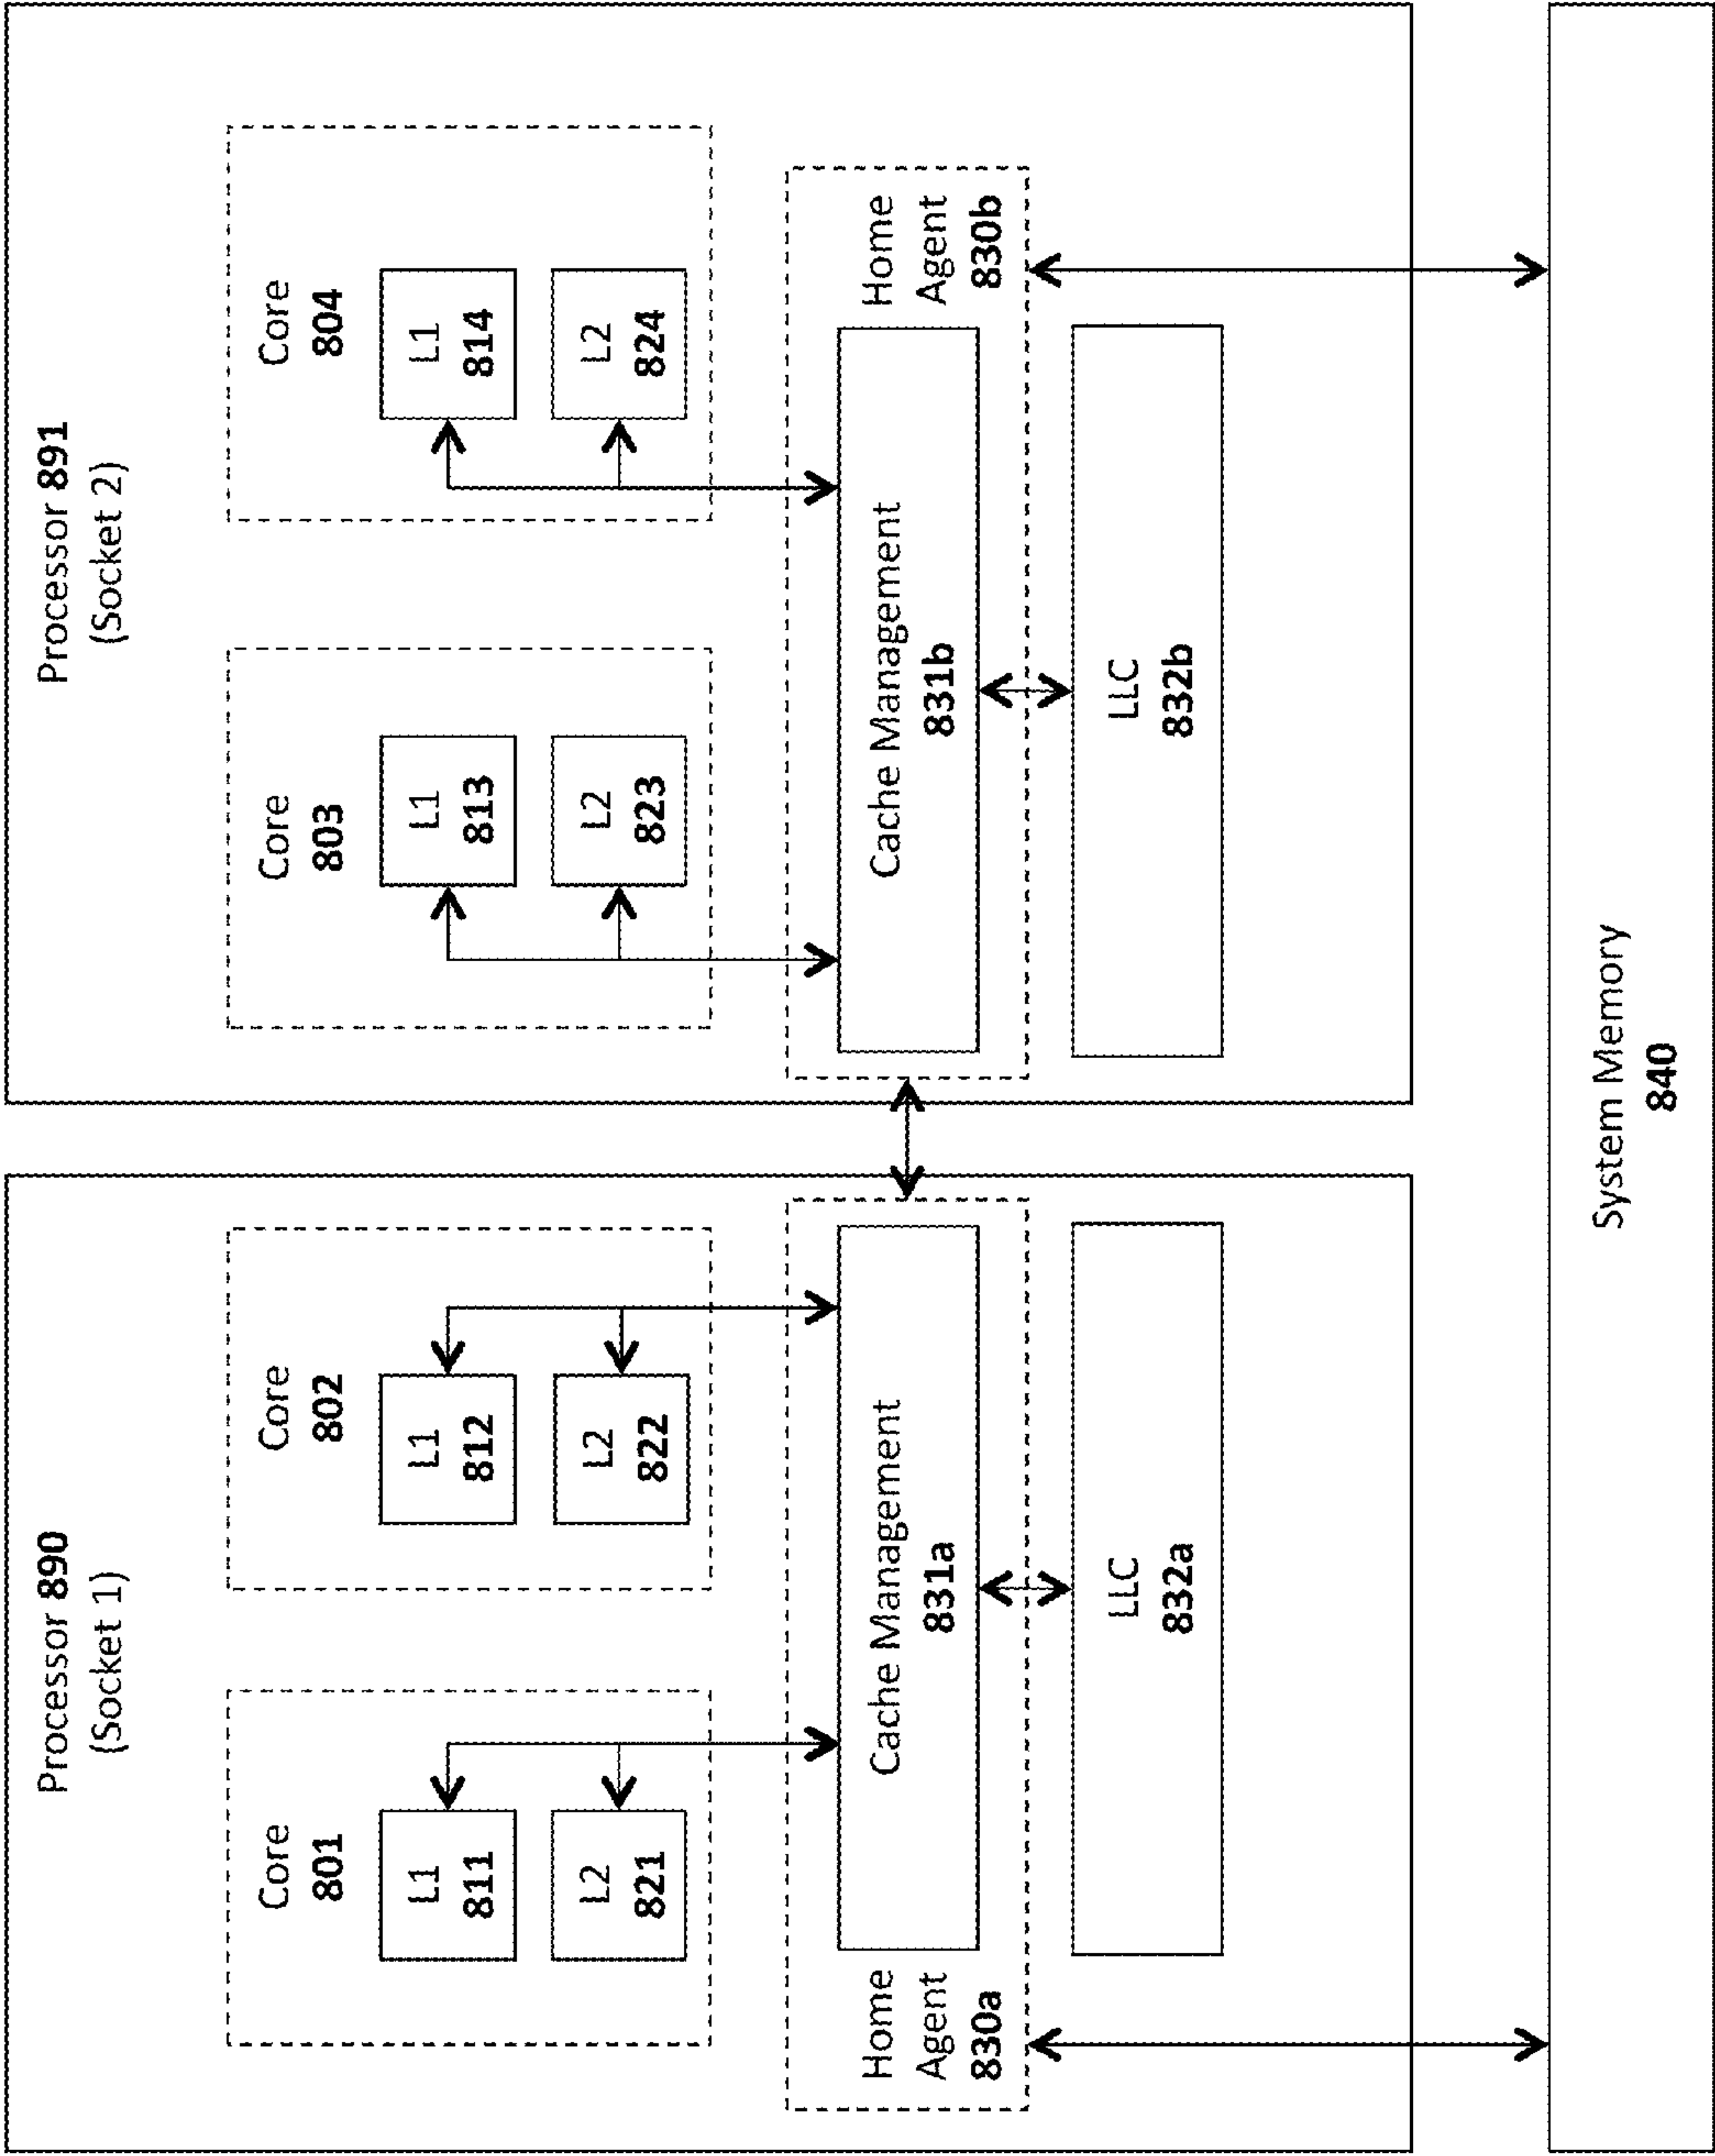 Processor 890
(Socket 1)
Core
801
L1
811
L2
821
Core
802
L1
812
L2
822
Home
Agent
830a
Cache Management
831a
LLC
832a
Processor 891
(Socket 2)
Core
803
L1
813
L2
823
Core
804
L1
814
L2
824
Cache Management
831b
Home
Agent
830b
LLC
832b
System Memory
840